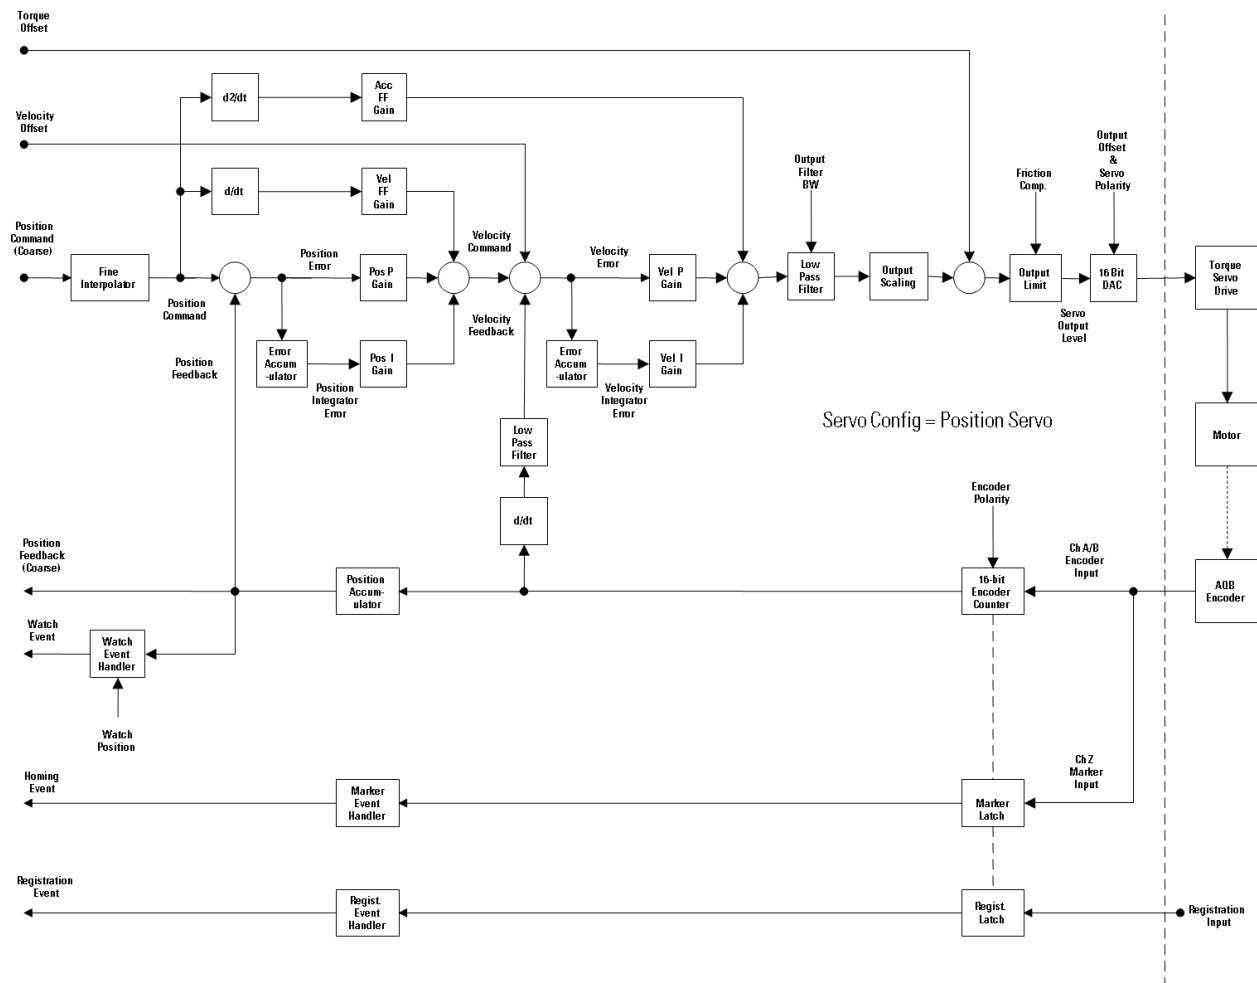 Torque
Offset
d2/dt
Acc
FF
Gain
Velocity
Offset
d/dt
Vel
FF
Gain
Output
Filter
BW
Friction
Comp.
Output
Offset
&
Servo
Polarity
Position
Command
(Coarse)
Fine
Interpolator
Position
Command
Position
Error
Pos P
Gain
Velocity
Command
Velocity
Error
Vel P
Gain
Low
Pass
Filter
Output
Scaling
Output
Limit
Servo
Output
Level
16 Bit
DAC
Torque
Servo
Drive
Position
Feedback
Error
Accum
-ulator
Position
Integrator
Error
Pos I
Gain
Velocity
Feedback
Error
Accum
-ulator
Velocity
Integrator
Error
Vel I
Gain
Servo Config = Position Servo
Motor
Low
Pass
Filter
d/dt
Encoder
Polarity
Position
Feedback
(Coarse)
Position
Accum-
ulator
16-bit
Encoder
Counter
Ch A/B
Encoder
Input
AQB
Encoder
Watch
Event
Watch
Event
Handler
Watch
Position
Homing
Event
Marker
Event
Handler
Marker
Latch
Ch Z
Marker
Input
Registration
Event
Regist.
Event
Handler
Regist.
Latch
Registration
Input